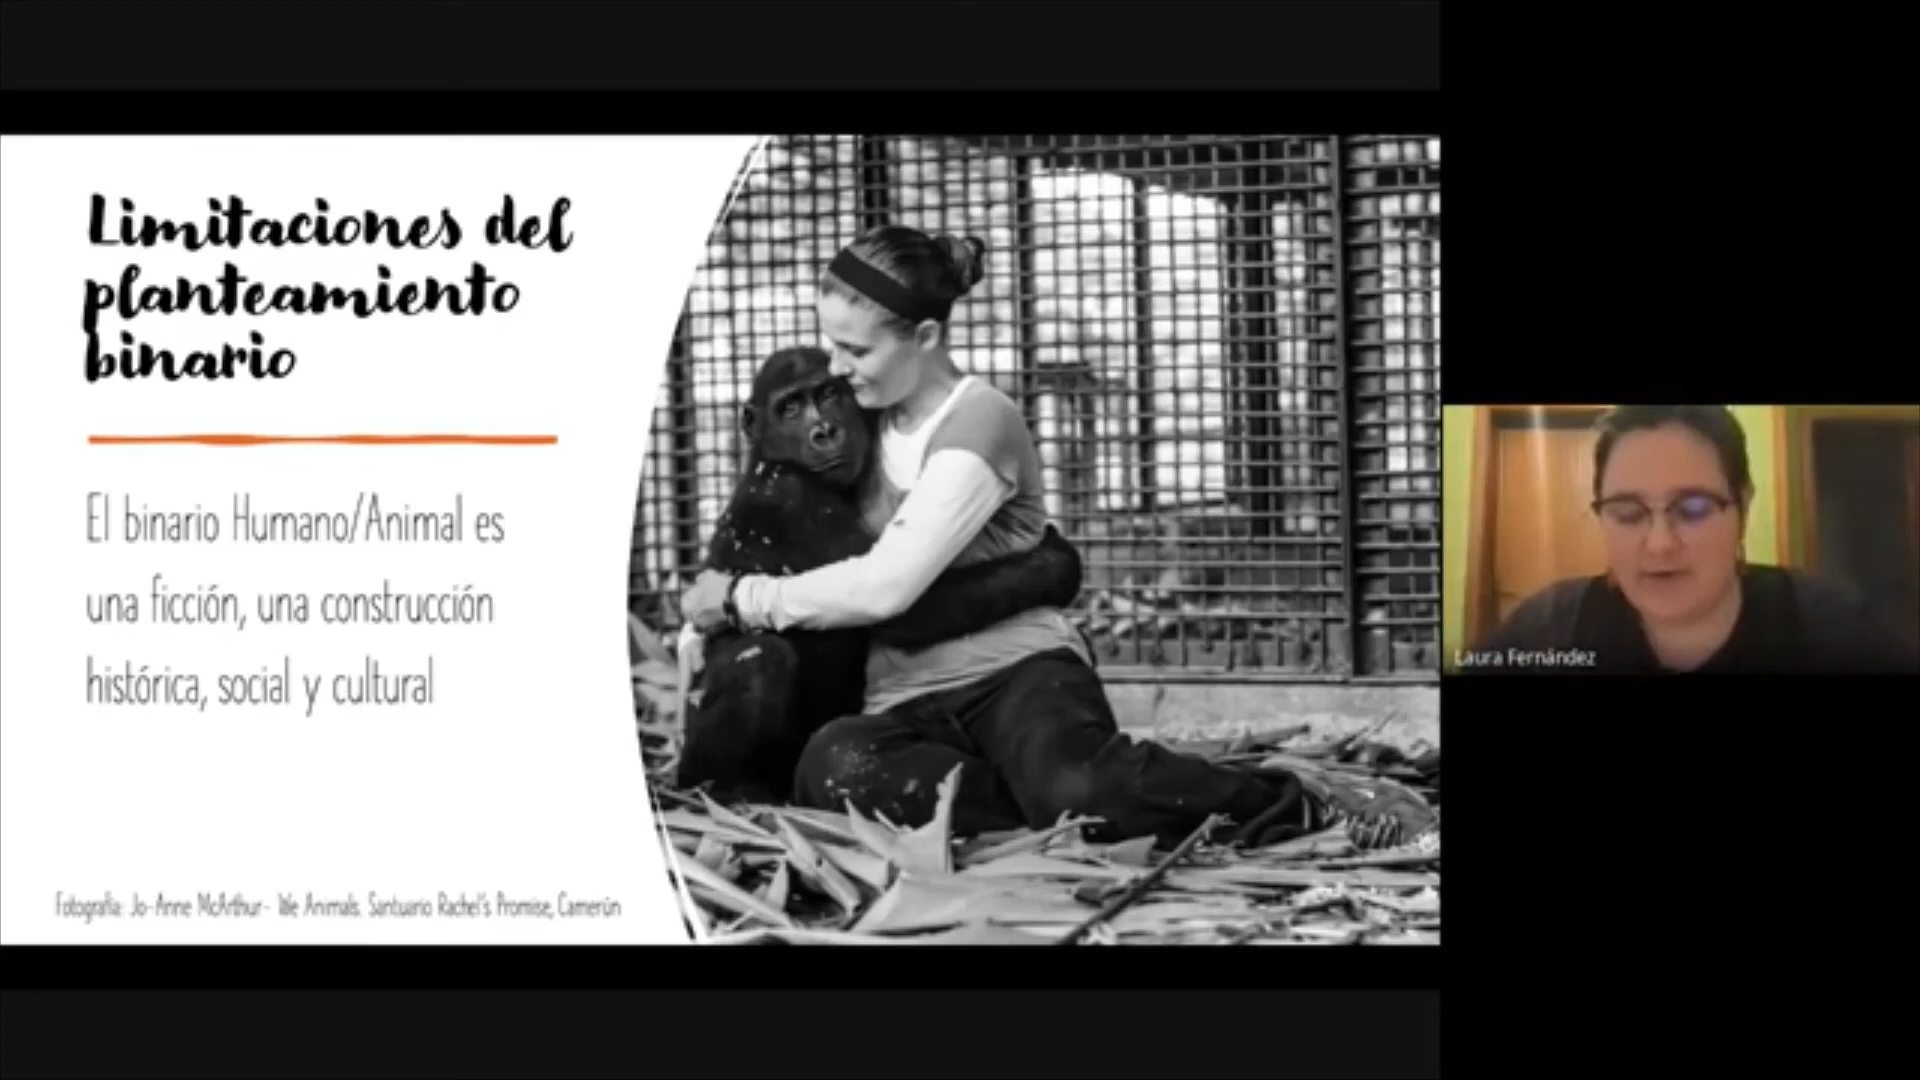 Limitaciones del
planteamiento
binario
El binario Humano/Animal es
una ficción, una construcción
histórica, social y cultural
Fotografía: Jo-Anne McArthur- We Animals. Santuario Rachel's Promise, Camerún
Laura Fernández